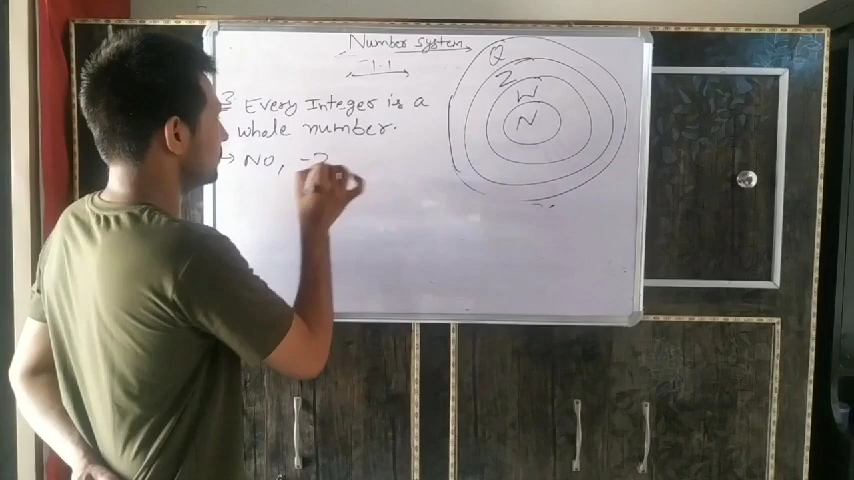 Number system
1.1
3 Every Integer is a
whole number.
→ No, -2
Q
Z
W
N